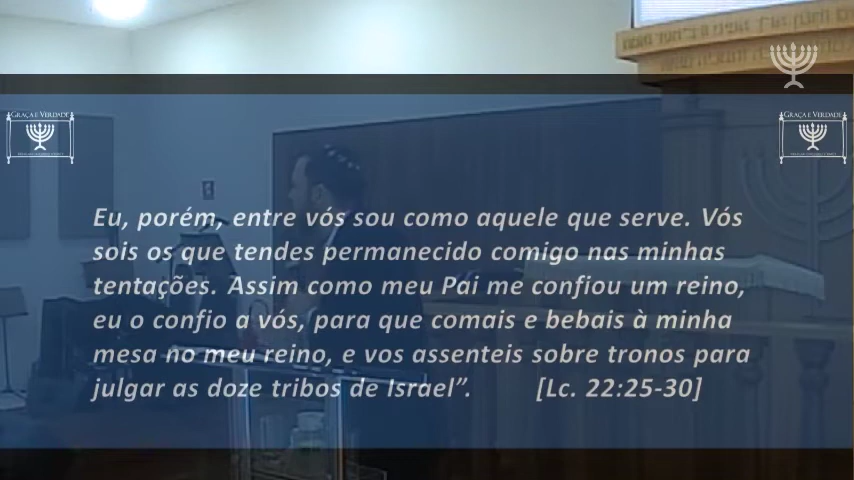 GRAÇA E VERDADE
GRAÇA E VERDADE
Eu, porém, entre vós sou como aquele que serve. Vós
sois os que tendes permanecido comigo nas minhas
tentações. Assim como meu Pai me confiou um reino,
eu o confio a vós, para que comais e bebais à minha
mesa no meu reino, e vos assenteis sobre tronos para
julgar as doze tribos de Israel”. [Lc. 22:25-30]